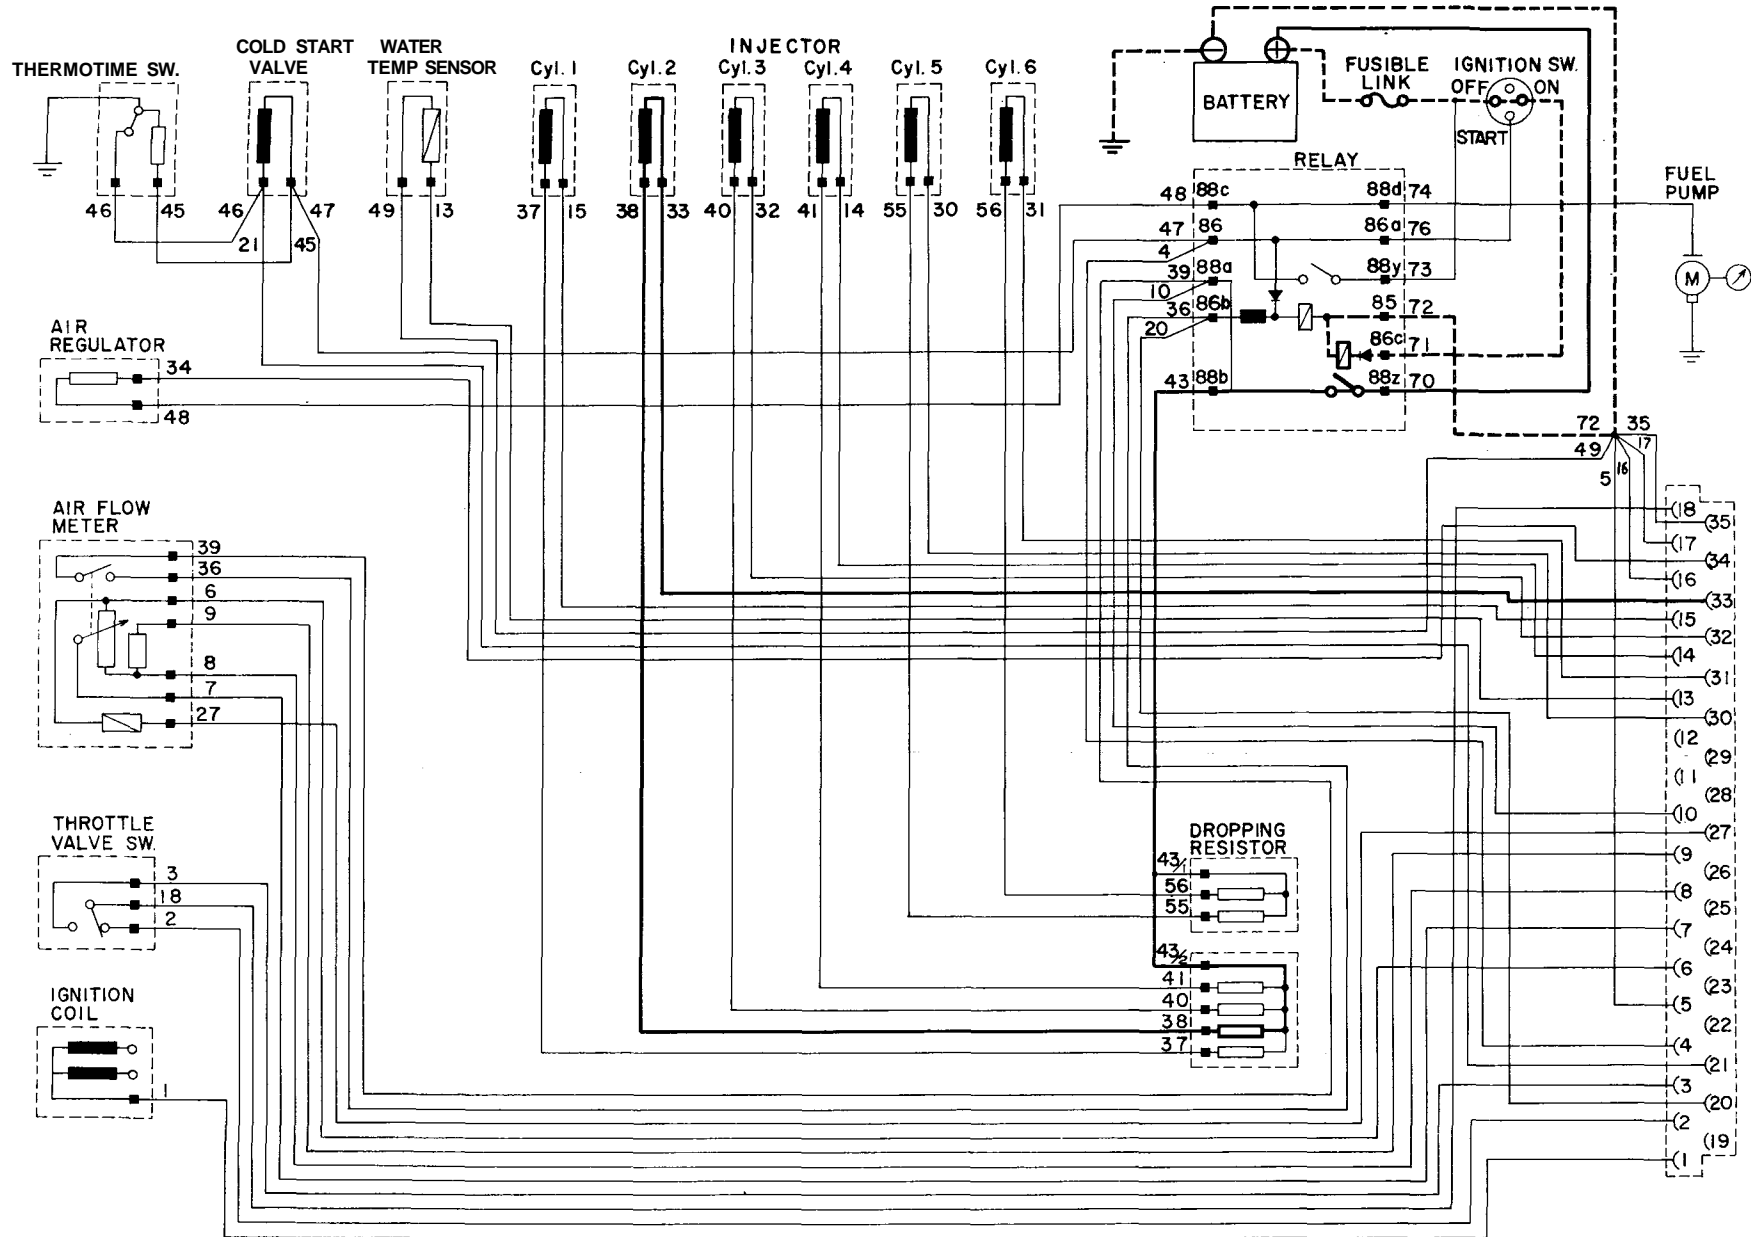 COLD START VALVE
WATER TEMP SENSOR
THERMOTIME SW.
INJECTOR
Cyl. 1 Cyl. 2 Cyl. 3 Cyl. 4 Cyl. 5 Cyl. 6
46 45 46 47 49 13 37 15 38 33 40 32 41 14 55 30 56 31
21 45
BATTERY
FUSIBLE LINK
IGNITION SW.
OFF ON
START
RELAY
48 88c 88d 74
47 86 86a 76
4
39 88a 88y 73
10
36 86b 85 72
20
86c 71
43 88b 88z 70
FUEL PUMP
M
72 35
49 17
5 16
AIR REGULATOR
34
48
AIR FLOW METER
39
36
6
9
8
7
27
THROTTLE VALVE SW.
3
18
2
IGNITION COIL
1
DROPPING RESISTOR
43/1
56
55
43/2
41
40
38
37
(18
(35
(17
(34
(16
(33
(15
(32
(14
(31
(13
(30
(12
(29
(11
(28
(10
(27
(9
(26
(8
(25
(7
(24
(6
(23
(5
(22
(4
(21
(3
(20
(2
(19
(1